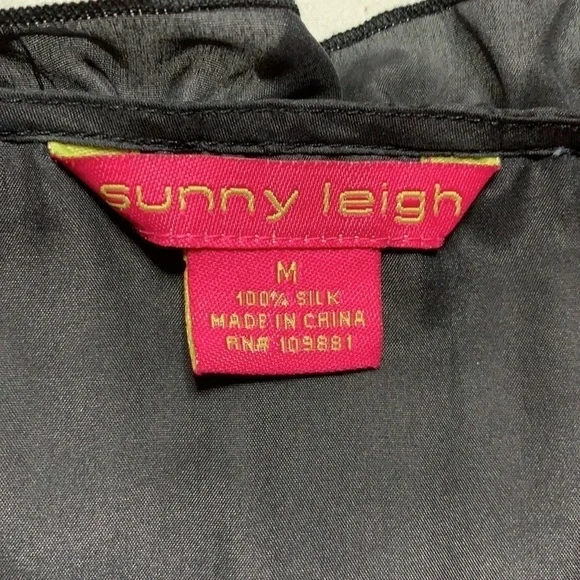 sunny leigh
M
100% SILK
MADE IN CHINA
RN# 109881